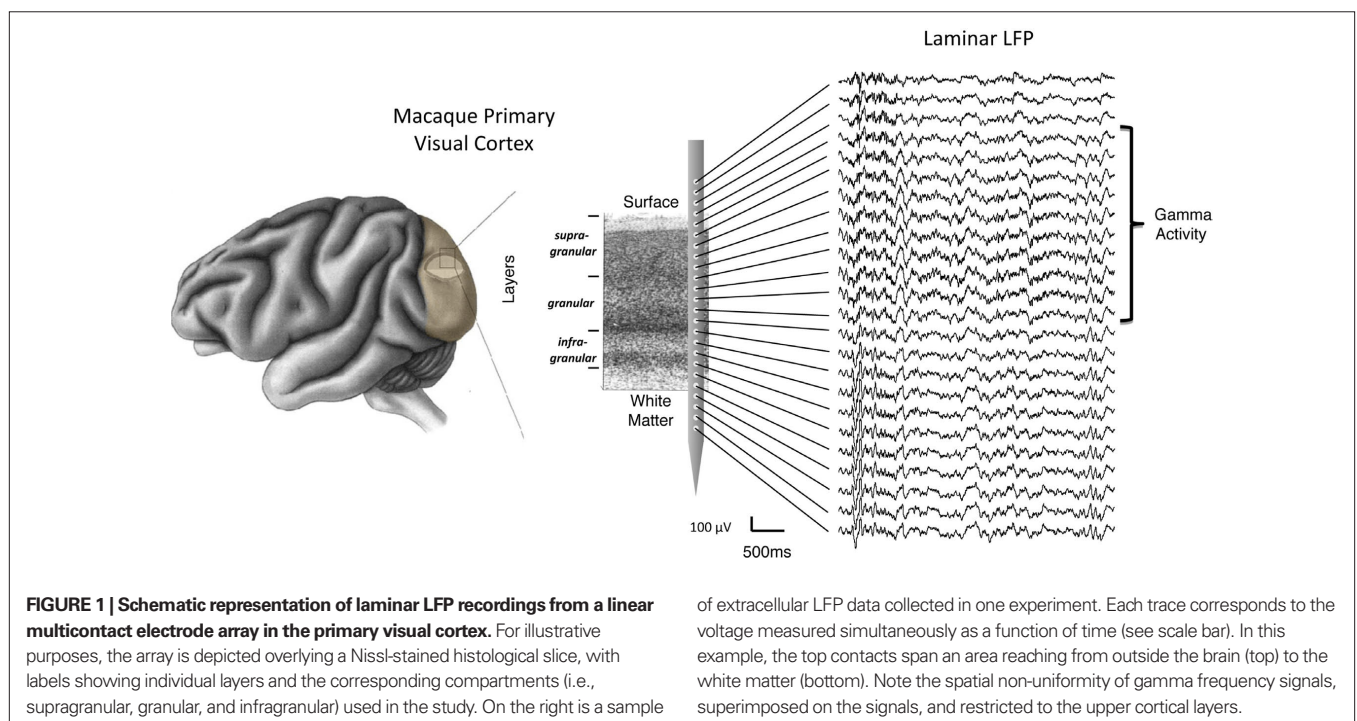 Laminar LFP
Macaque Primary
Visual Cortex
Surface
supra-
granular
granular
infra-
granular
Layers
White
Matter
Gamma
Activity
100 µV
500ms
FIGURE 1 | Schematic representation of laminar LFP recordings from a linear
multicontact electrode array in the primary visual cortex. For illustrative
purposes, the array is depicted overlying a Nissl-stained histological slice, with
labels showing individual layers and the corresponding compartments (i.e.,
supragranular, granular, and infragranular) used in the study. On the right is a sample
of extracellular LFP data collected in one experiment. Each trace corresponds to the
voltage measured simultaneously as a function of time (see scale bar). In this
example, the top contacts span an area reaching from outside the brain (top) to the
white matter (bottom). Note the spatial non-uniformity of gamma frequency signals,
superimposed on the signals, and restricted to the upper cortical layers.